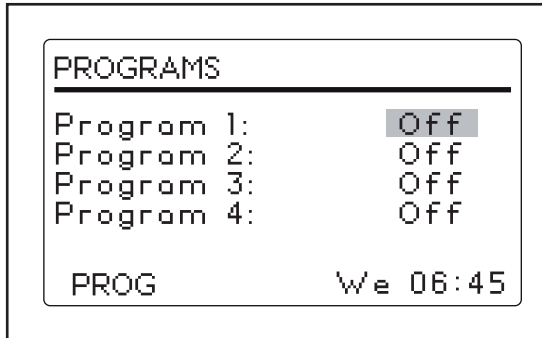 PROGRAMS
Program 1: Off
Program 2: Off
Program 3: Off
Program 4: Off
PROG We 06:45